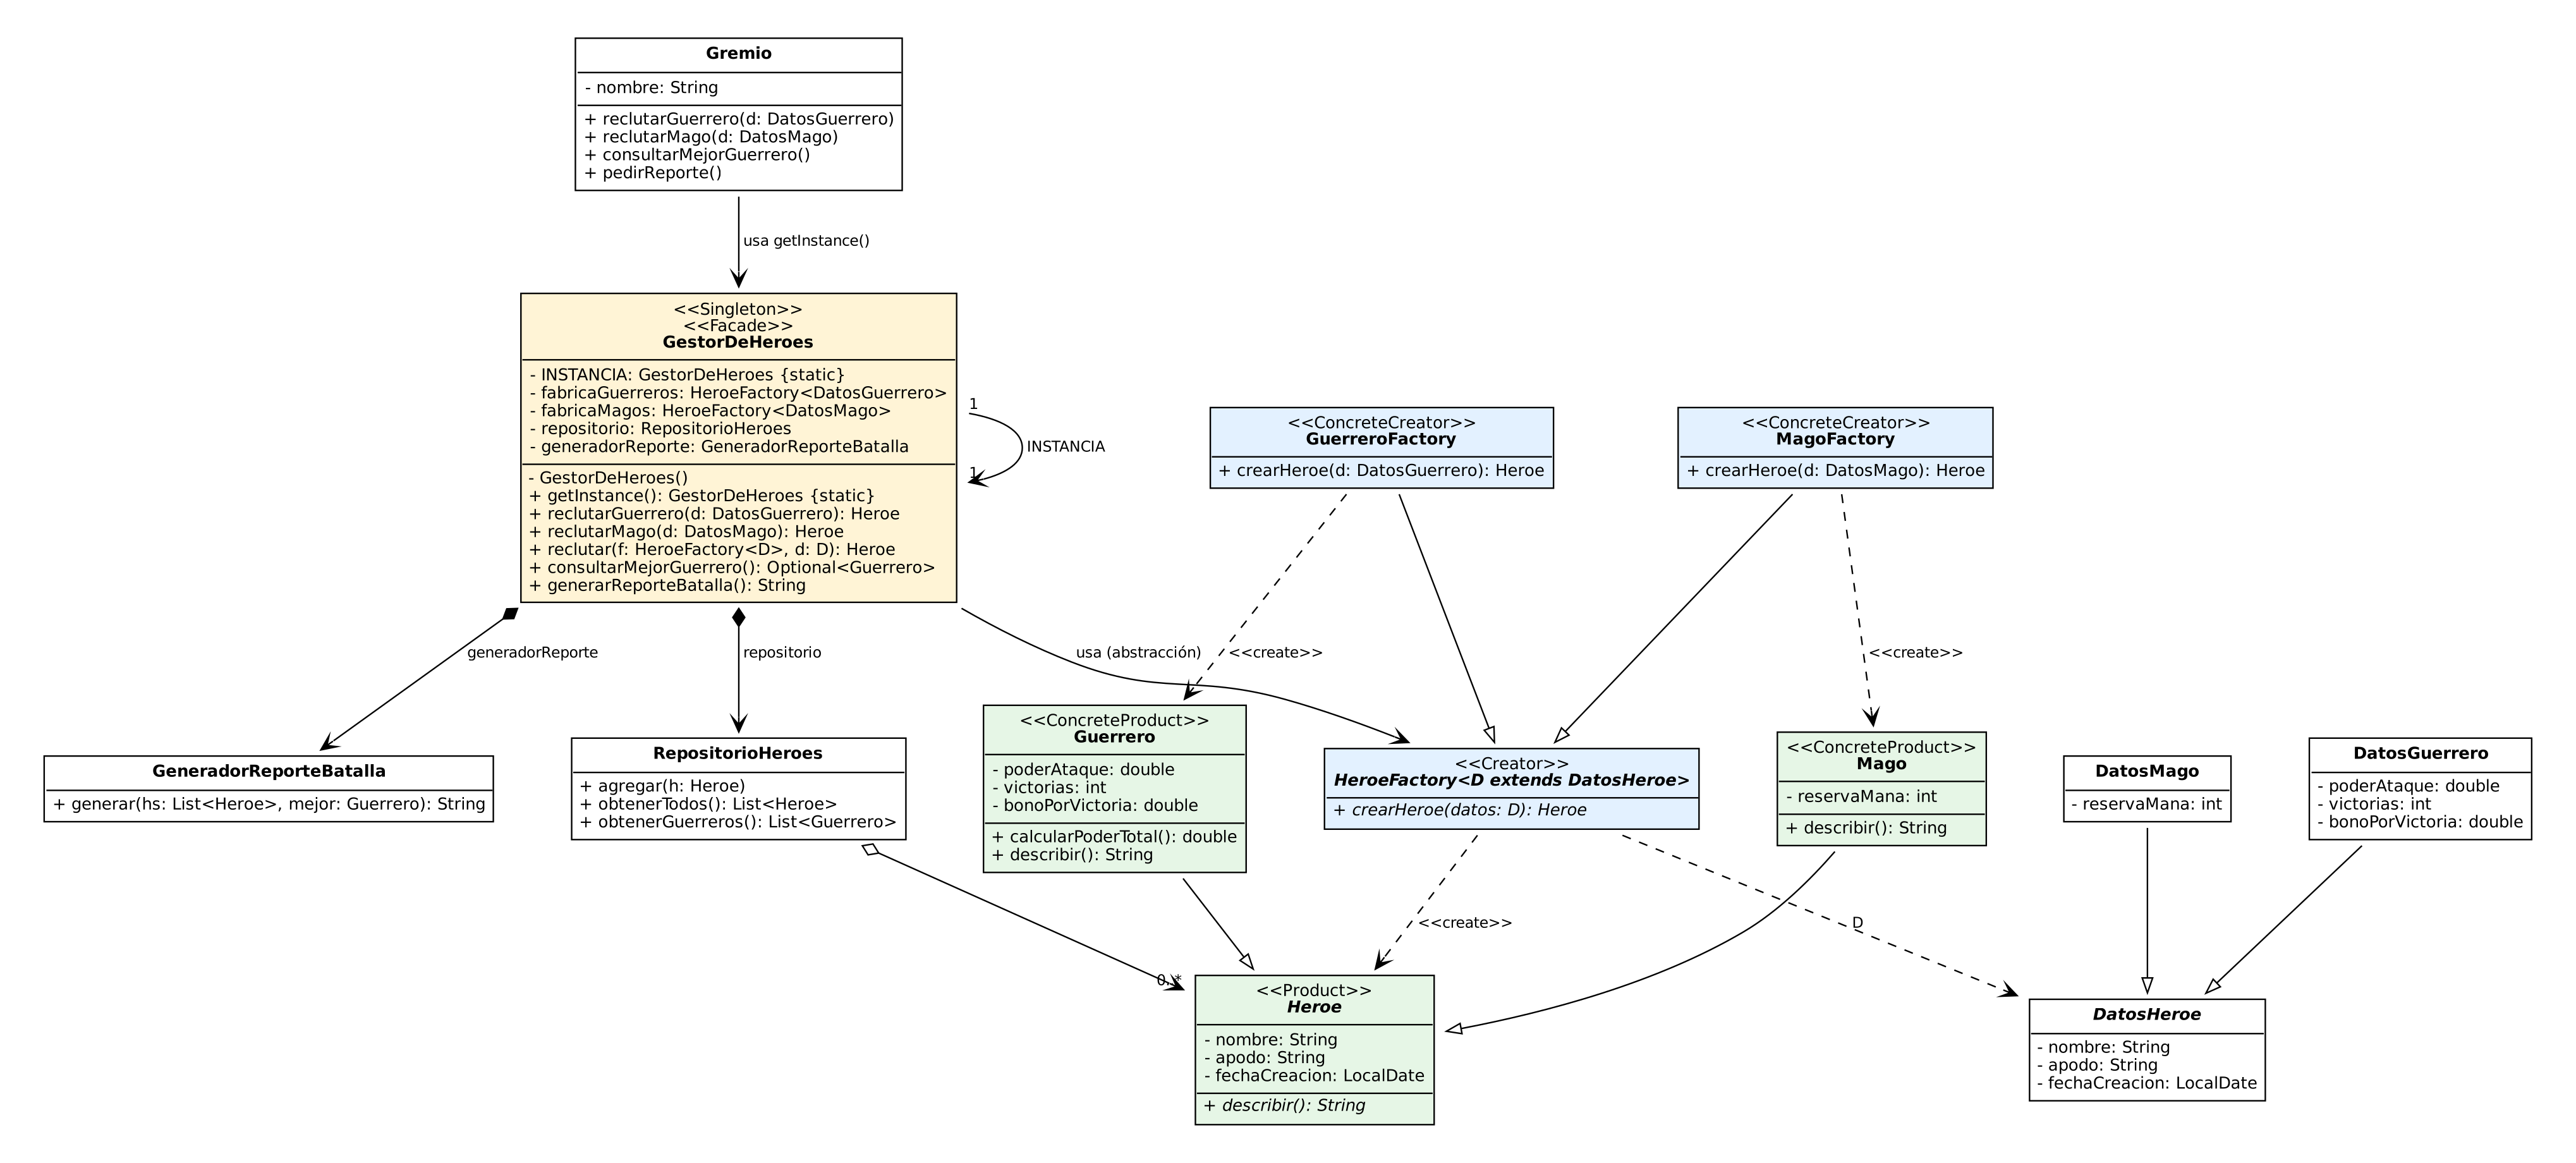 Gremio
- nombre: String
+ reclutarGuerrero(d: DatosGuerrero)
+ reclutarMago(d: DatosMago)
+ consultarMejorGuerrero()
+ pedirReporte()
usa getInstance()
<<Singleton>>
<<Facade>>
GestorDeHeroes
- INSTANCIA: GestorDeHeroes {static}
- fabricaGuerreros: HeroeFactory<DatosGuerrero>
- fabricaMagos: HeroeFactory<DatosMago>
- repositorio: RepositorioHeroes
- generadorReporte: GeneradorReporteBatalla
- GestorDeHeroes()
+ getInstance(): GestorDeHeroes {static}
+ reclutarGuerrero(d: DatosGuerrero): Heroe
+ reclutarMago(d: DatosMago): Heroe
+ reclutar(f: HeroeFactory<D>, d: D): Heroe
+ consultarMejorGuerrero(): Optional<Guerrero>
+ generarReporteBatalla(): String
1
INSTANCIA
1
<<ConcreteCreator>>
GuerreroFactory
+ crearHeroe(d: DatosGuerrero): Heroe
<<ConcreteCreator>>
MagoFactory
+ crearHeroe(d: DatosMago): Heroe
generadorReporte
repositorio
usa (abstracción)
<<create>>
<<create>>
GeneradorReporteBatalla
+ generar(hs: List<Heroe>, mejor: Guerrero): String
RepositorioHeroes
+ agregar(h: Heroe)
+ obtenerTodos(): List<Heroe>
+ obtenerGuerreros(): List<Guerrero>
<<ConcreteProduct>>
Guerrero
- poderAtaque: double
- victorias: int
- bonoPorVictoria: double
+ calcularPoderTotal(): double
+ describir(): String
<<Creator>>
HeroeFactory<D extends DatosHeroe>
+ crearHeroe(datos: D): Heroe
<<ConcreteProduct>>
Mago
- reservaMana: int
+ describir(): String
DatosMago
- reservaMana: int
DatosGuerrero
- poderAtaque: double
- victorias: int
- bonoPorVictoria: double
<<create>>
D
0..*
<<Product>>
Heroe
- nombre: String
- apodo: String
- fechaCreacion: LocalDate
+ describir(): String
DatosHeroe
- nombre: String
- apodo: String
- fechaCreacion: LocalDate